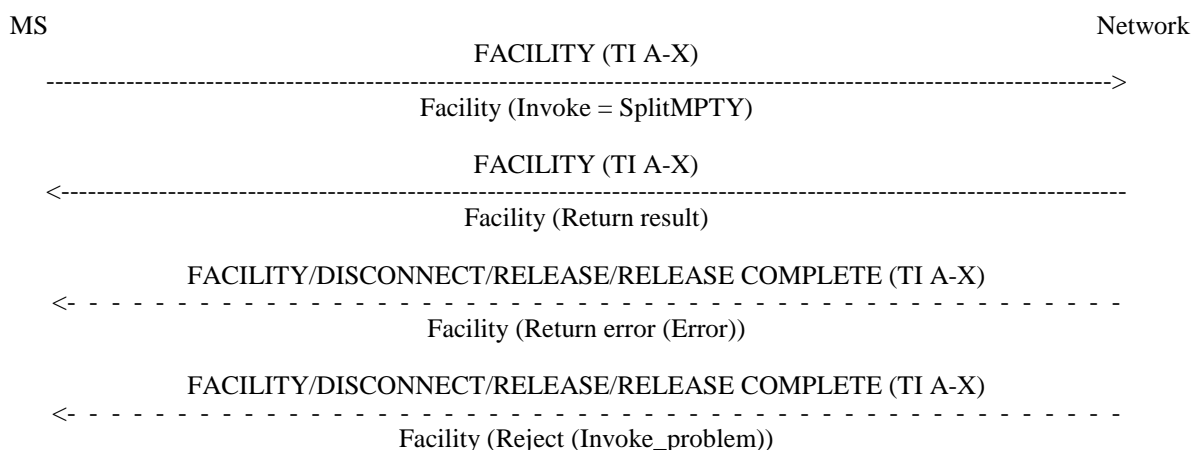 MS Network
FACILITY (TI A-X)
Facility (Invoke = SplitMPTY)
FACILITY (TI A-X)
Facility (Return result)
FACILITY/DISCONNECT/RELEASE/RELEASE COMPLETE (TI A-X)
Facility (Return error (Error))
FACILITY/DISCONNECT/RELEASE/RELEASE COMPLETE (TI A-X)
Facility (Reject (Invoke_problem))